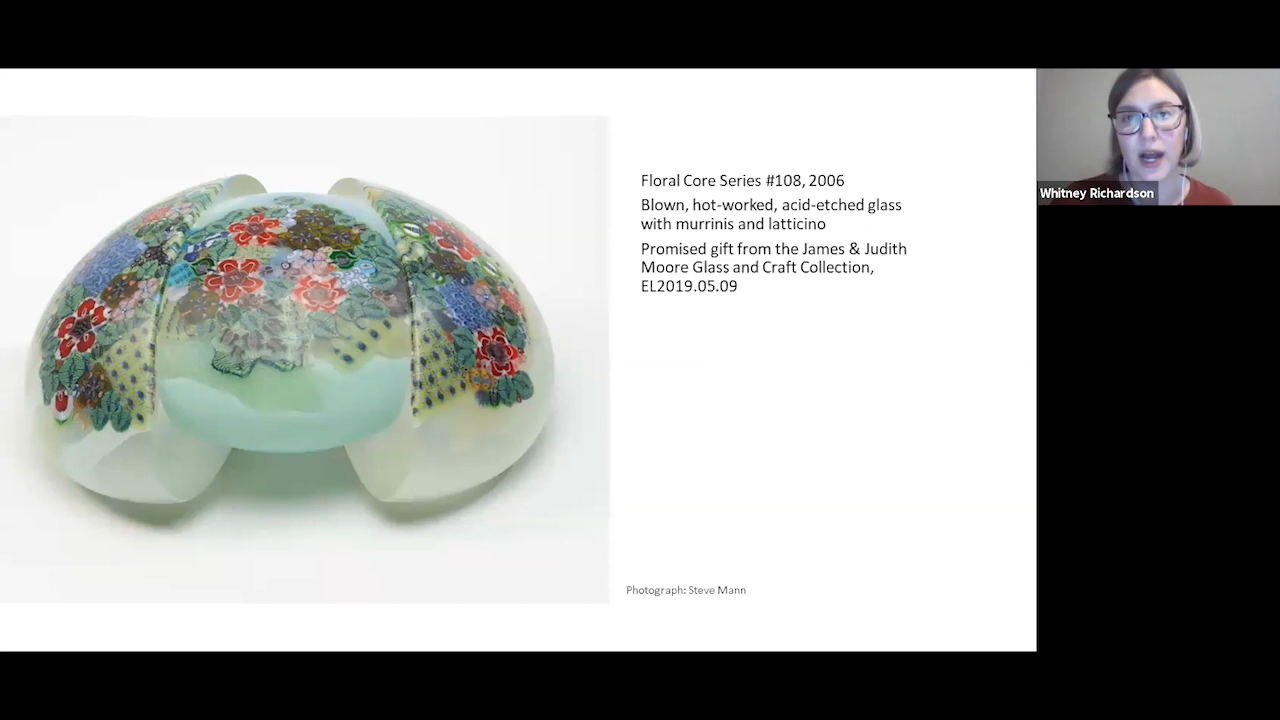 Floral Core Series #108, 2006
Blown, hot-worked, acid-etched glass
with murrinis and latticino
Promised gift from the James & Judith
Moore Glass and Craft Collection,
EL2019.05.09
Photograph: Steve Mann
Whitney Richardson